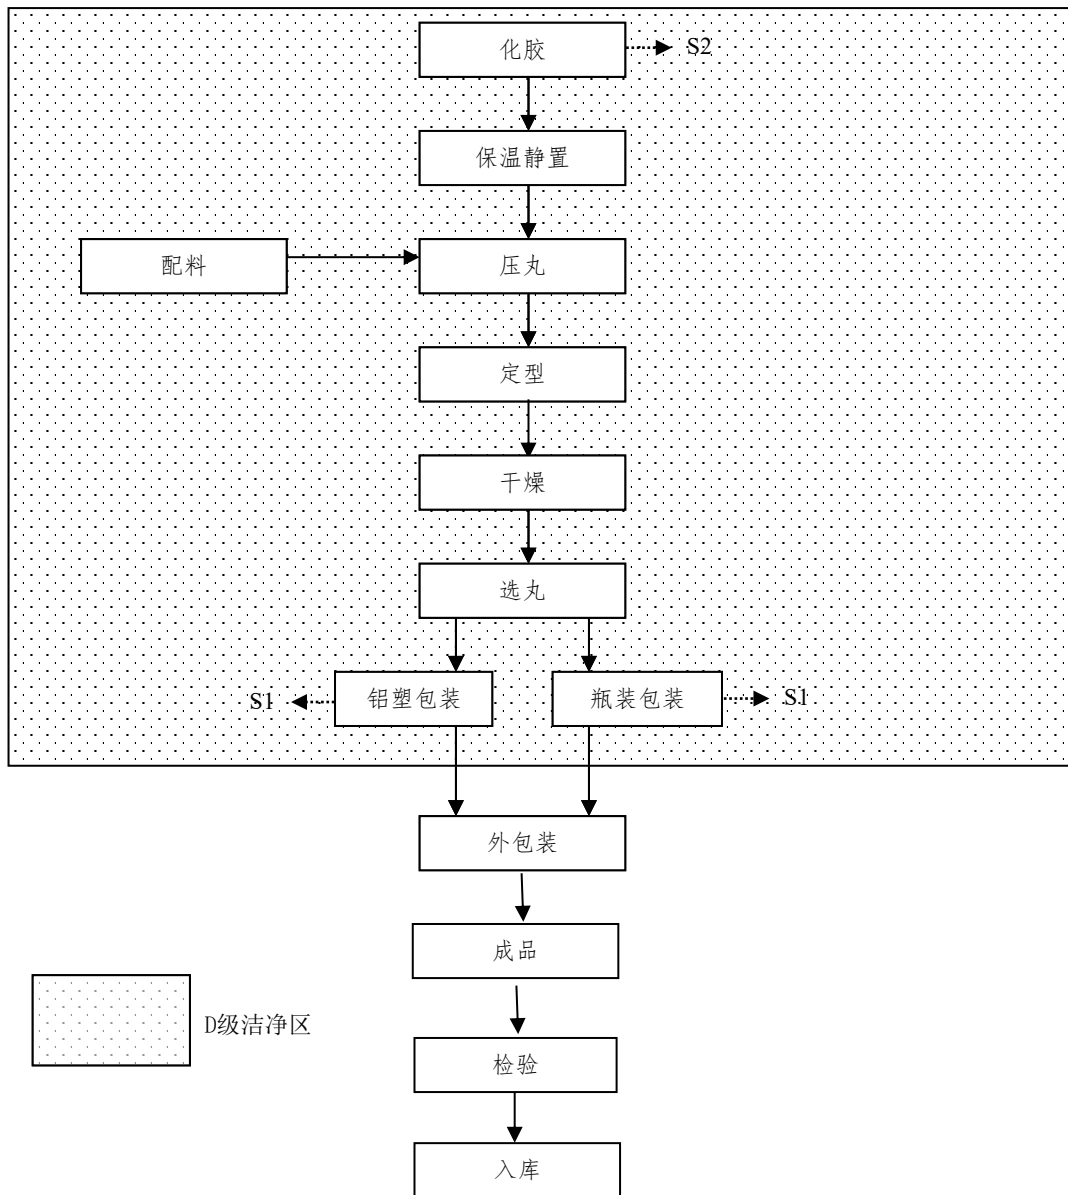 化胶
S2
保温静置
配料
压丸
定型
干燥
选丸
S1
铝塑包装
瓶装包装
S1
外包装
成品
D级洁净区
检验
入库